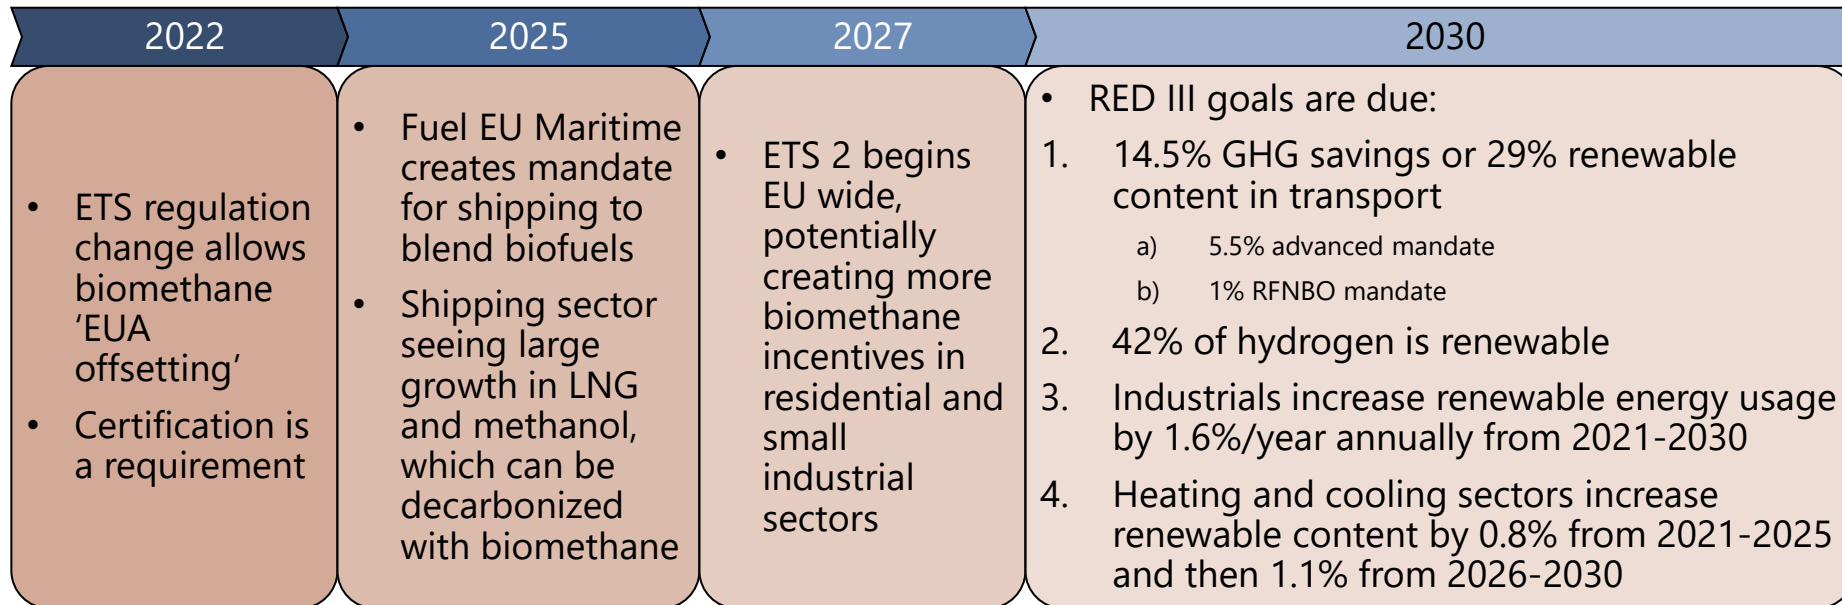 2022
• ETS regulation
change allows
biomethane
‘EUA
offsetting’
• Certification is
a requirement
2025
• Fuel EU Maritime
creates mandate
for shipping to
blend biofuels
• Shipping sector
seeing large
growth in LNG
and methanol,
which can be
decarbonized
with biomethane
2027
• ETS 2 begins
EU wide,
potentially
creating more
biomethane
incentives in
residential and
small
industrial
sectors
2030
• RED III goals are due:
1. 14.5% GHG savings or 29% renewable
content in transport
a) 5.5% advanced mandate
b) 1% RFNBO mandate
2. 42% of hydrogen is renewable
3. Industrials increase renewable energy usage
by 1.6%/year annually from 2021-2030
4. Heating and cooling sectors increase
renewable content by 0.8% from 2021-2025
and then 1.1% from 2026-2030